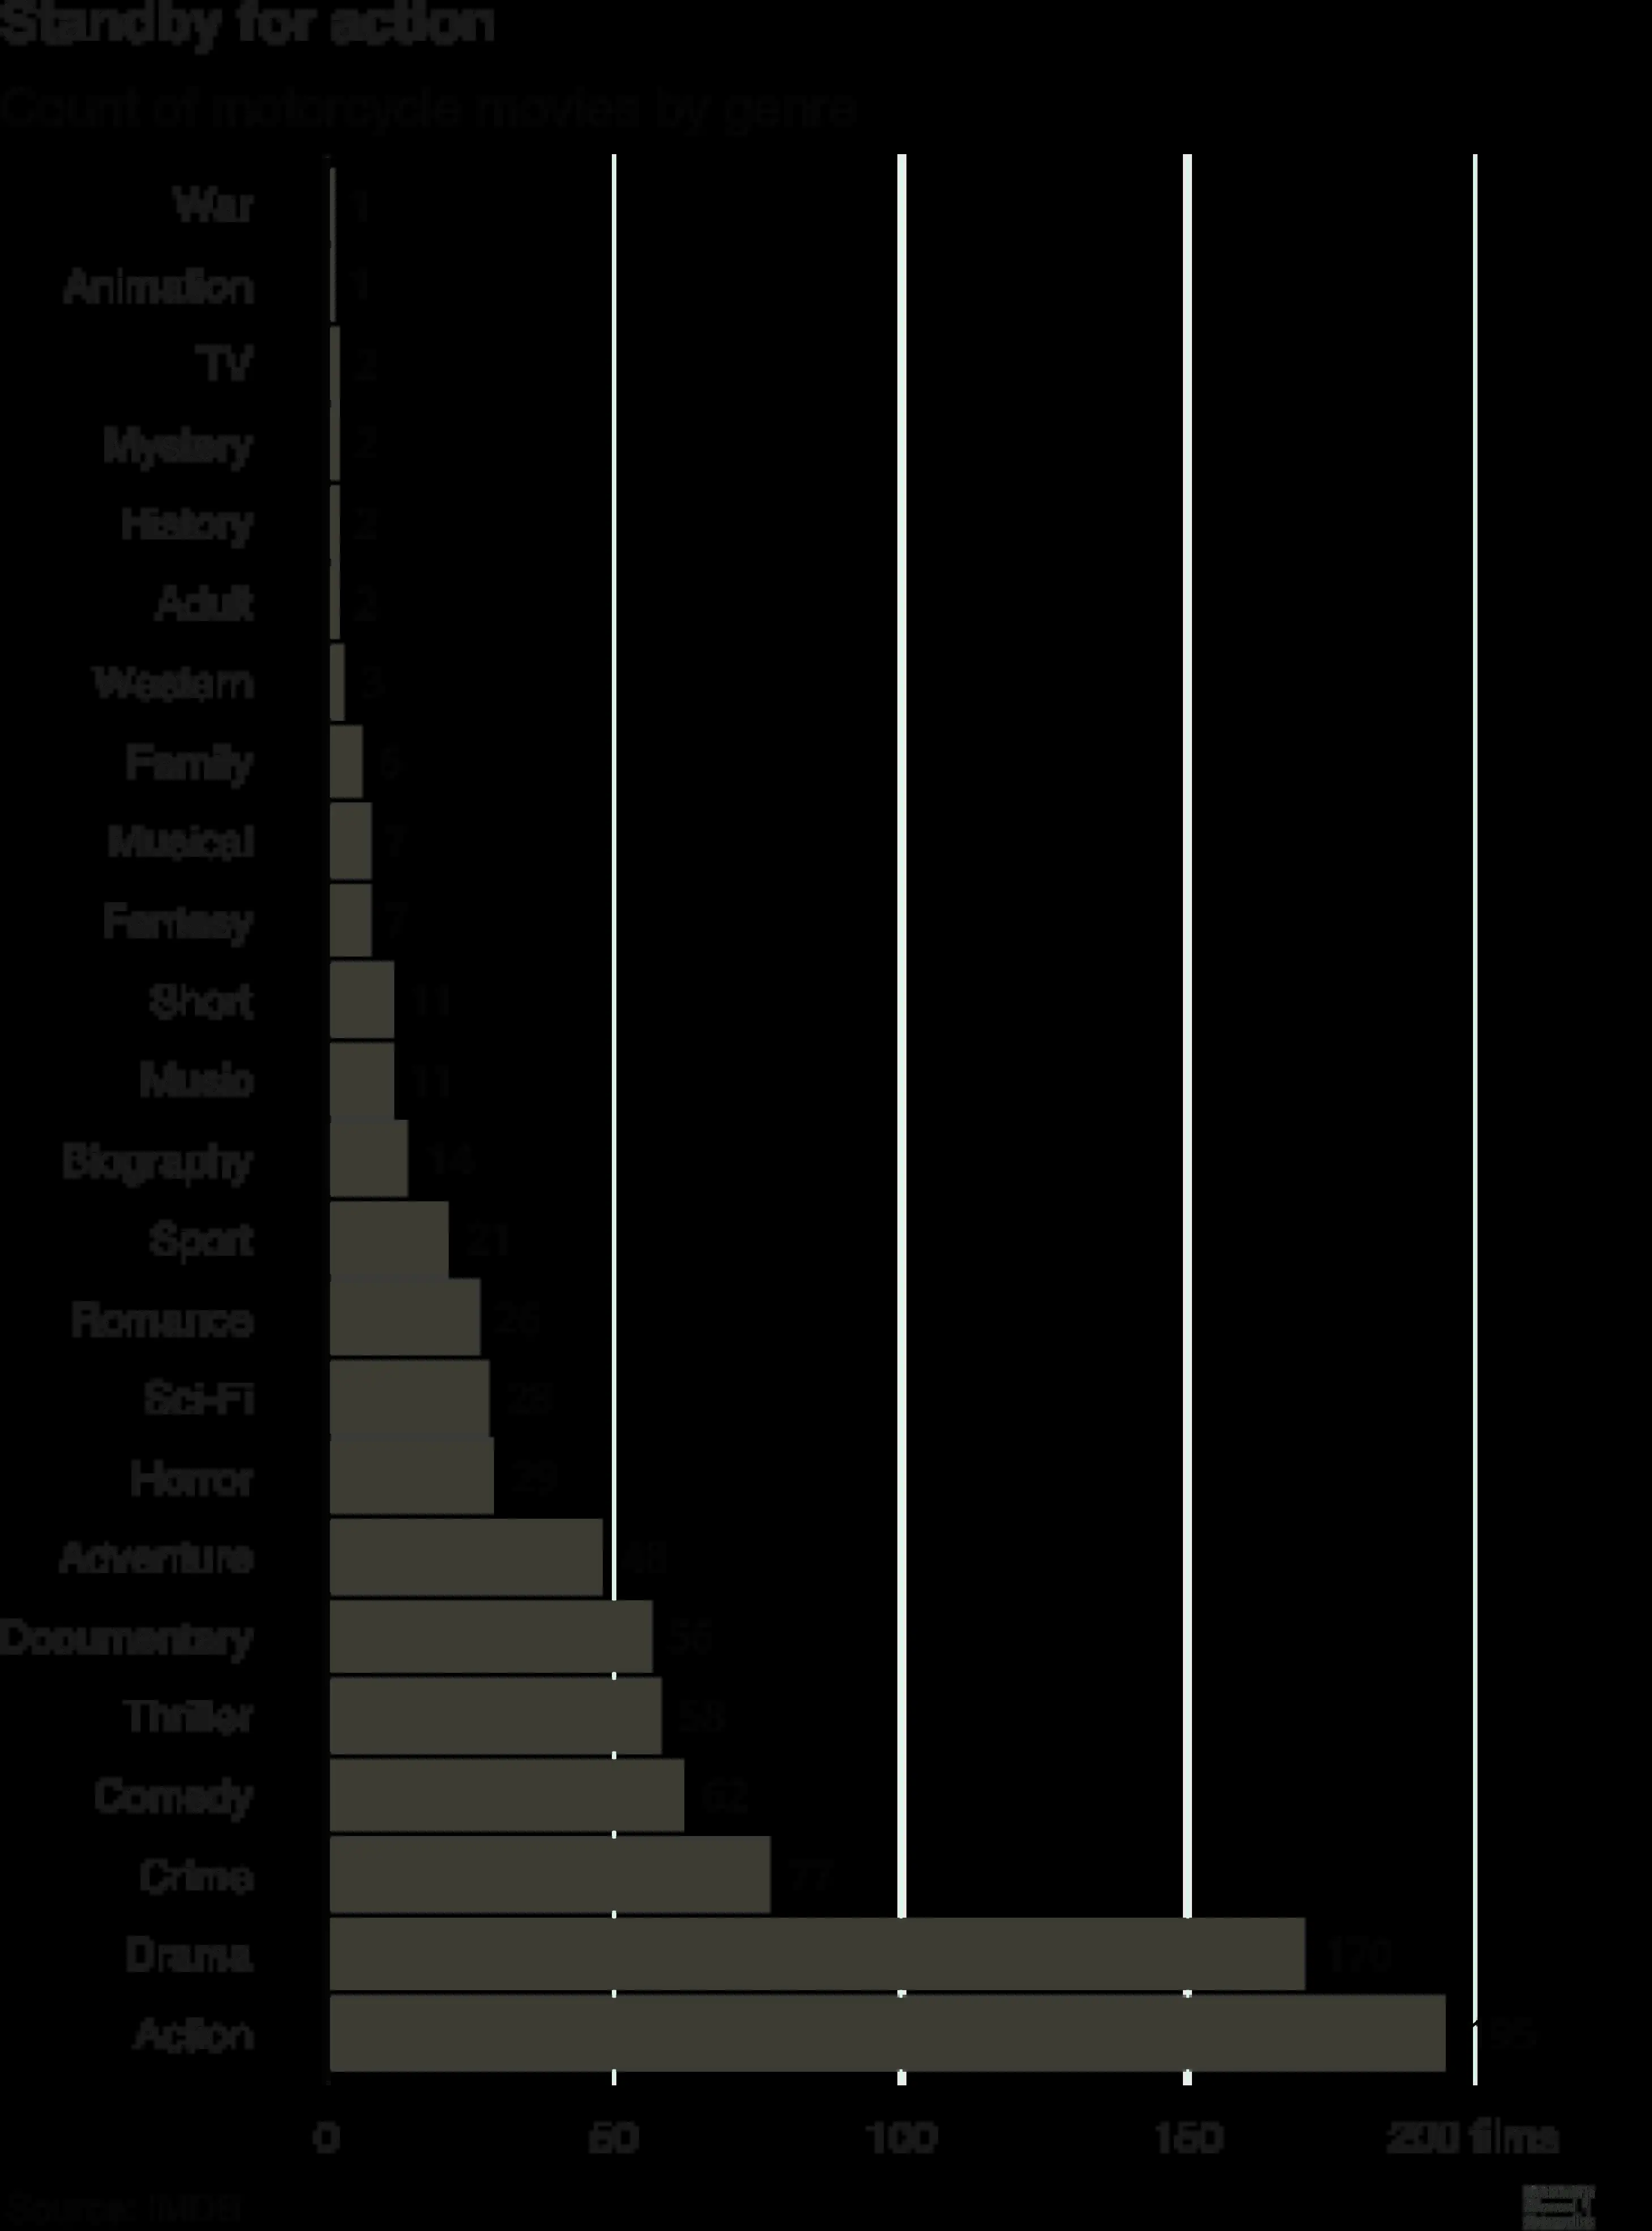 Standby for action
Count of motorcycle movies by genre
War 1
Animation 1
TV 2
Mystery 2
History 2
Adult 2
Western 3
Family 6
Musical 7
Fantasy 7
Short 11
Music 11
Biography 14
Sport 21
Romance 26
Sci-Fi 28
Horror 29
Adventure 48
Documentary
Thriller 58
Comedy 62
Crime 77
Drama 170
Action 195
0 50 100 150 200 films
Source: IMDB